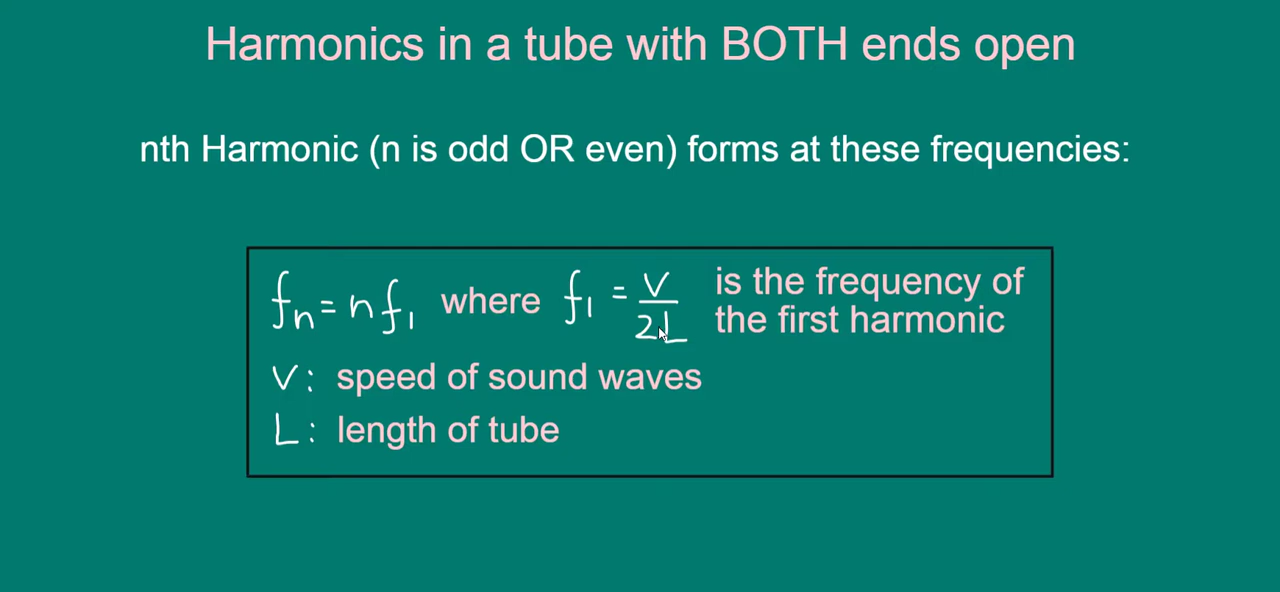 Harmonics in a tube with BOTH ends open
nth Harmonic (n is odd OR even) forms at these frequencies:
fₙ = nf₁ where f₁ = v/2L is the frequency of
the first harmonic
v: speed of sound waves
L: length of tube